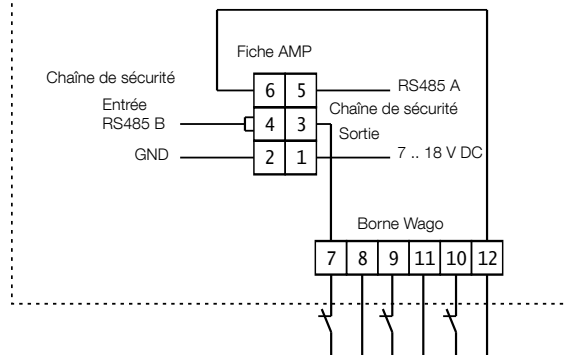 Fiche AMP
Chaîne de sécurité
Entrée
6 5
RS485 A
Chaîne de sécurité
Sortie
RS485 B
4 3
GND
2 1
7 .. 18 V DC
Borne Wago
7 8 9 11 10 12